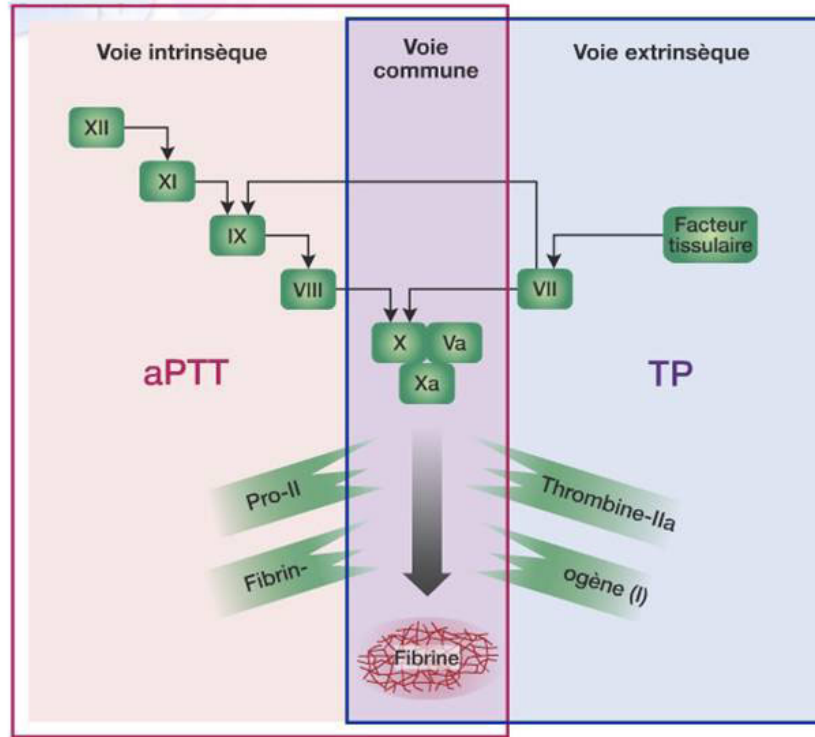 Voie intrinsèque
Voie
commune
Voie extrinsèque
XII
XI
IX
VIII
Facteur
tissulaire
VII
X
Va
Xa
aPTT
TP
Pro-II
Thrombine-IIa
Fibrin-
ogène (I)
Fibrine